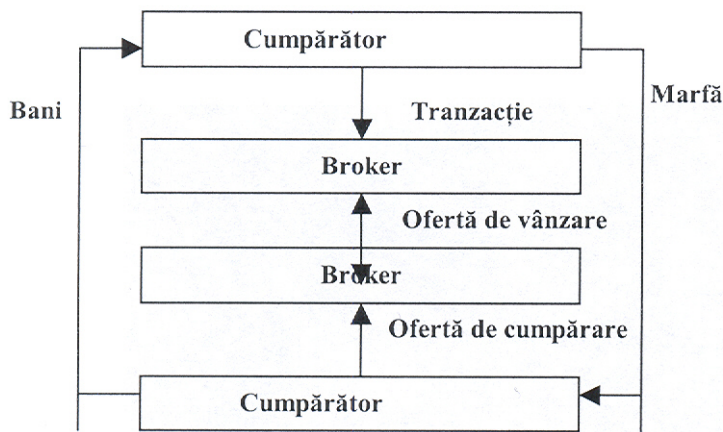 Cumpărător
Bani
Marfă
Tranzacție
Broker
Ofertă de vânzare
Broker
Ofertă de cumpărare
Cumpărător